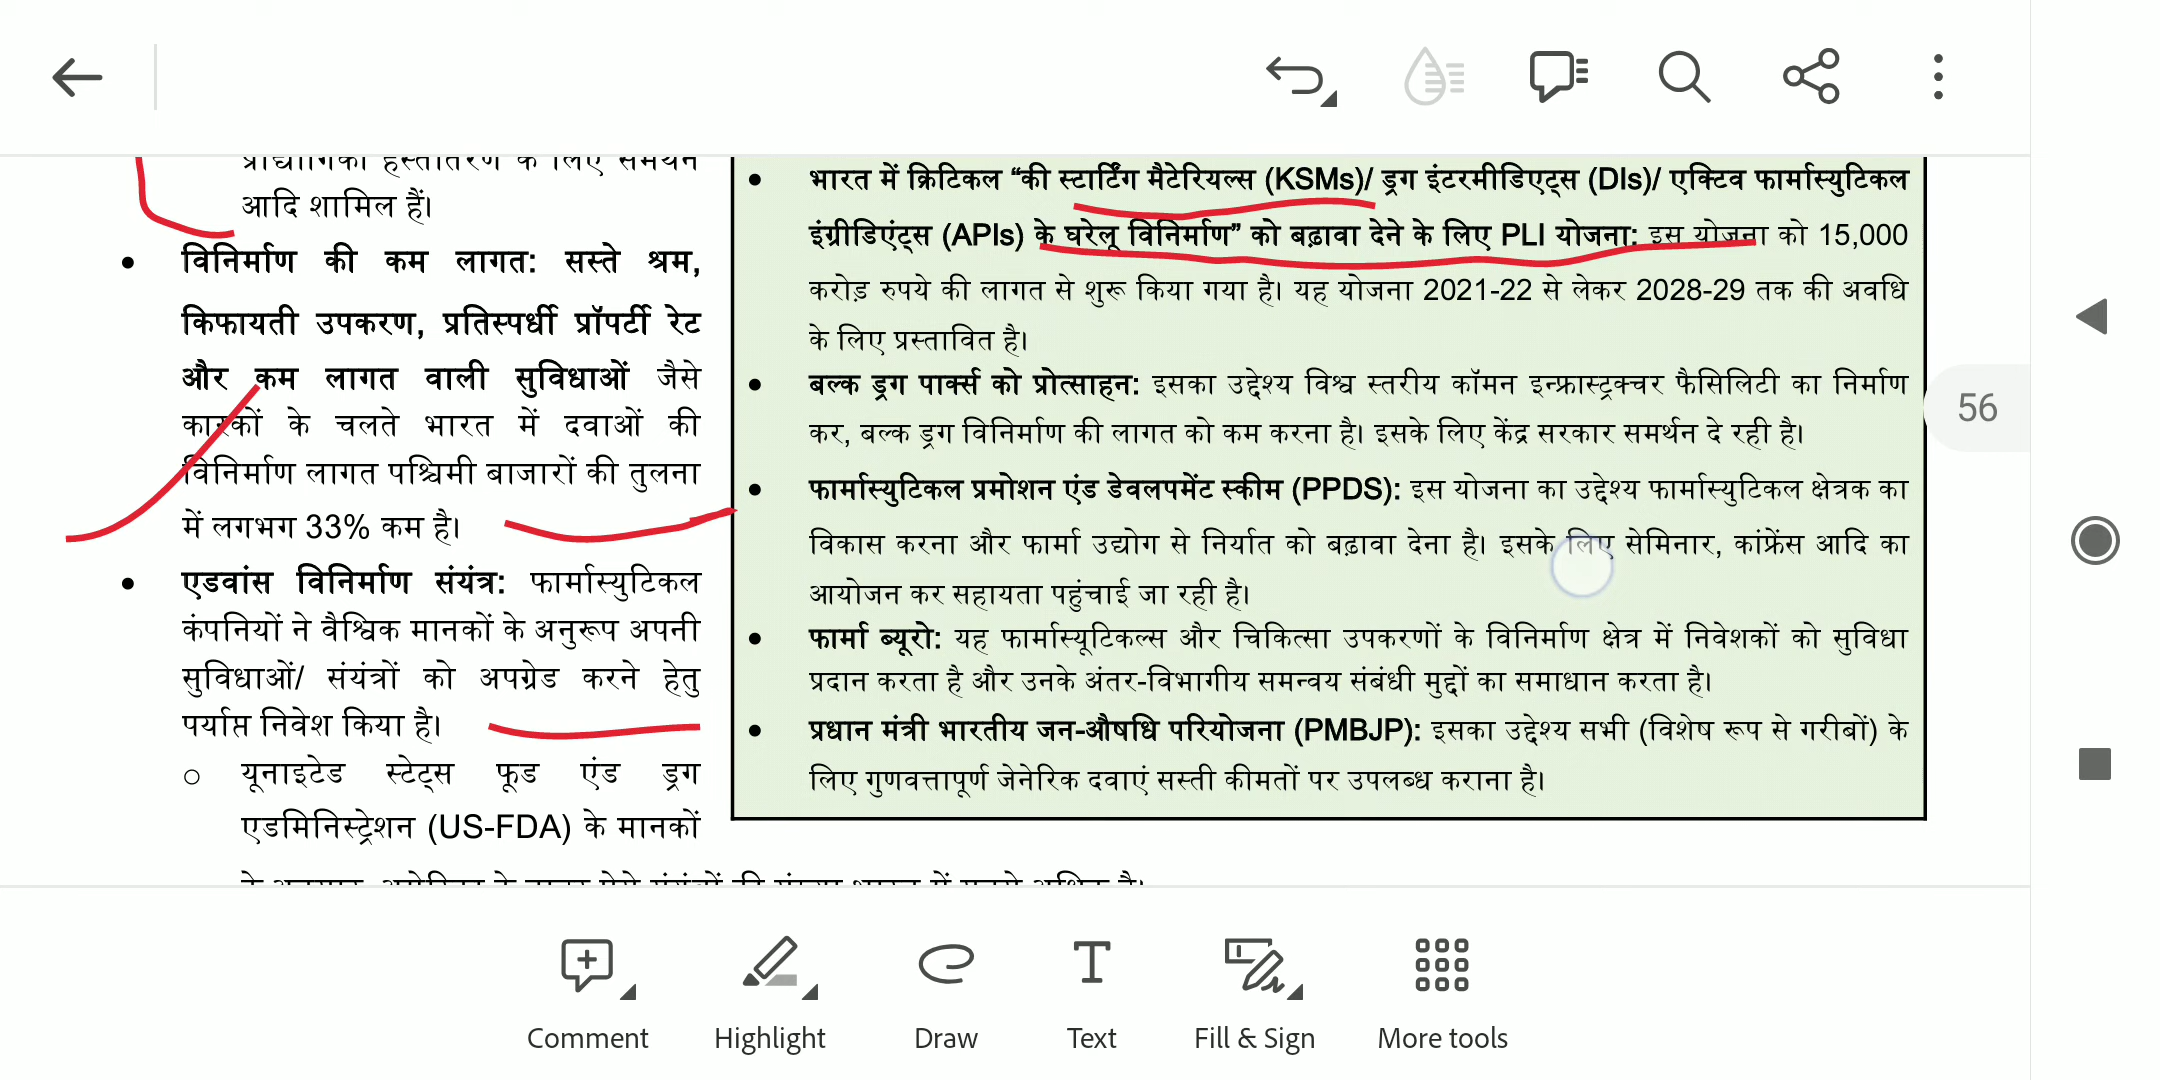 प्रौद्योगिकी हस्तांतरण के लिए समर्थन
आदि शामिल हैं।
विनिर्माण की कम लागत: सस्ते श्रम,
किफायती उपकरण, प्रतिस्पर्धी प्रॉपर्टी रेट
और कम लागत वाली सुविधाओं जैसे
कारकों के चलते भारत में दवाओं की
विनिर्माण लागत पश्चिमी बाजारों की तुलना
में लगभग 33% कम है।
एडवांस विनिर्माण संयंत्र: फार्मास्युटिकल
कंपनियों ने वैश्विक मानकों के अनुरूप अपनी
सुविधाओं/ संयंत्रों को अपग्रेड करने हेतु
पर्याप्त निवेश किया है।
यूनाइटेड स्टेट्स फूड एंड ड्रग
एडमिनिस्ट्रेशन (US-FDA) के मानकों
भारत में क्रिटिकल “की स्टार्टिंग मैटेरियल्स (KSMs)/ ड्रग इंटरमीडिएट्स (DIs)/ एक्टिव फार्मास्युटिकल
इंग्रीडिएंट्स (APIs) के घरेलू विनिर्माण” को बढ़ावा देने के लिए PLI योजना: इस योजना को 15,000
करोड़ रुपये की लागत से शुरू किया गया है। यह योजना 2021-22 से लेकर 2028-29 तक की अवधि
के लिए प्रस्तावित है।
बल्क ड्रग पार्क्स को प्रोत्साहन: इसका उद्देश्य विश्व स्तरीय कॉमन इन्फ्रास्ट्रक्चर फैसिलिटी का निर्माण
कर, बल्क ड्रग विनिर्माण की लागत को कम करना है। इसके लिए केंद्र सरकार समर्थन दे रही है।
फार्मास्युटिकल प्रमोशन एंड डेवलपमेंट स्कीम (PPDS): इस योजना का उद्देश्य फार्मास्युटिकल क्षेत्रक का
विकास करना और फार्मा उद्योग से निर्यात को बढ़ावा देना है। इसके लिए सेमिनार, कांफ्रेंस आदि का
आयोजन कर सहायता पहुंचाई जा रही है।
फार्मा ब्यूरो: यह फार्मास्यूटिकल्स और चिकित्सा उपकरणों के विनिर्माण क्षेत्र में निवेशकों को सुविधा
प्रदान करता है और उनके अंतर-विभागीय समन्वय संबंधी मुद्दों का समाधान करता है।
प्रधान मंत्री भारतीय जन-औषधि परियोजना (PMBJP): इसका उद्देश्य सभी (विशेष रूप से गरीबों) के
लिए गुणवत्तापूर्ण जेनेरिक दवाएं सस्ती कीमतों पर उपलब्ध कराना है।
56
Comment
Highlight
Draw
Text
Fill & Sign
More tools